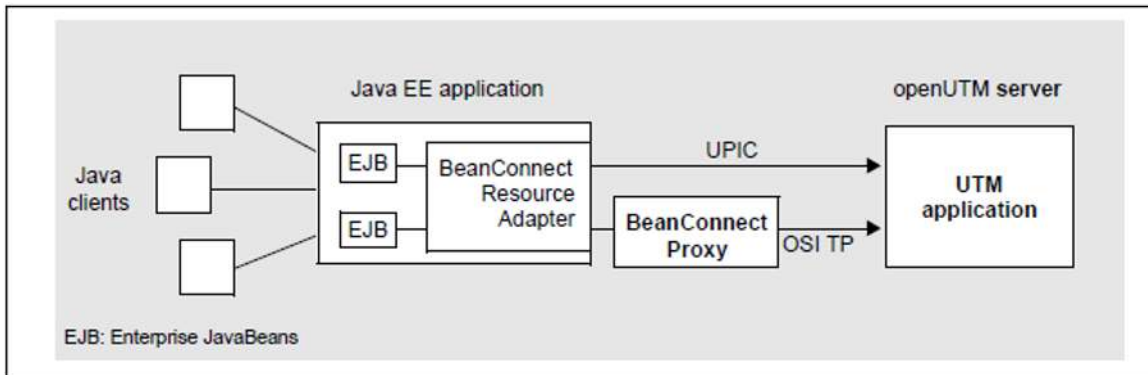 Java EE application
openUTM server
Java
clients
EJB
EJB
BeanConnect
Resource
Adapter
UPIC
BeanConnect
Proxy
OSI TP
UTM
application
EJB: Enterprise JavaBeans